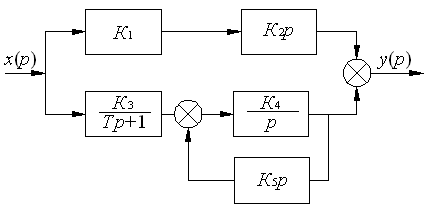 K₁
K₂p
x(p)
y(p)
K₃
Tp+1
K₄
p
K₅p